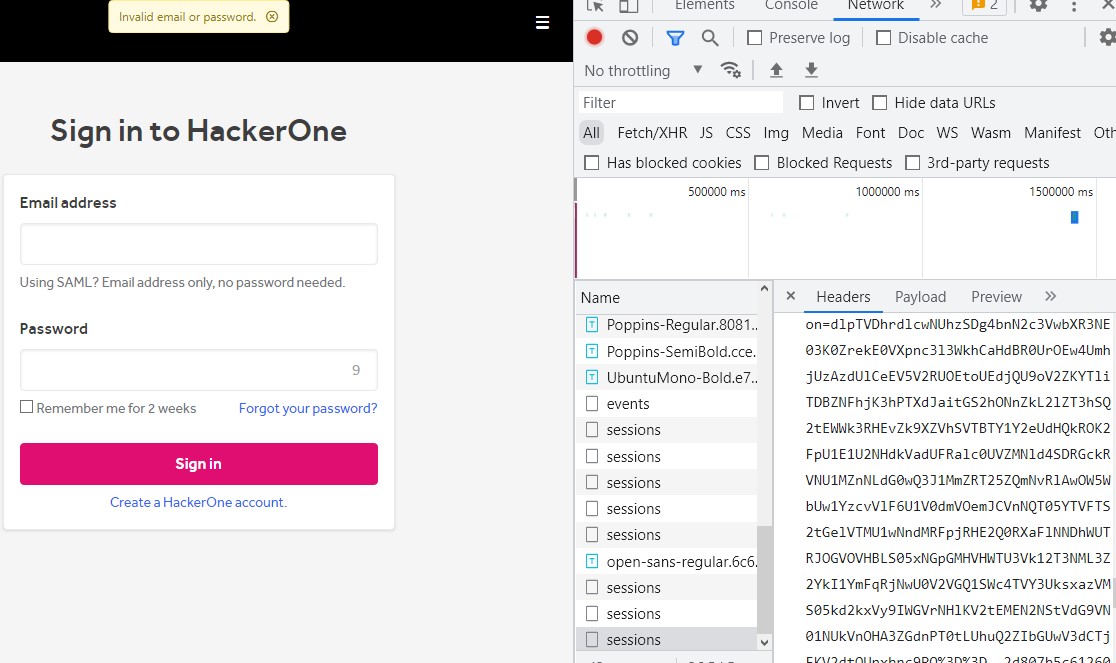 Invalid email or password.
Sign in to HackerOne
Email address
Using SAML? Email address only, no password needed.
Password
9
Remember me for 2 weeks
Forgot your password?
Sign in
Create a HackerOne account.
Elements Console Network 2
Preserve log Disable cache
No throttling
Filter Invert Hide data URLs
All Fetch/XHR JS CSS Img Media Font Doc WS Wasm Manifest Oth
Has blocked cookies Blocked Requests 3rd-party requests
500000 ms 1000000 ms 1500000 ms
Name
Poppins-Regular.8081..
Poppins-SemiBold.cce.
UbuntuMono-Bold.e7..
events
sessions
sessions
sessions
sessions
sessions
open-sans-regular.6c6.
sessions
sessions
sessions
Headers Payload Preview
on=dlpTVDhrdlcwNUhzSDg4bnN2c3VwbXR3NE
03K0ZrekE0VXpnc3l3WkhCaHdBR0UrOEw4Umh
jUzAzdUlCeEV5V2RUOEtoUEdjQU9oV2ZKYTli
TDBZNFhjK3hPTXdJaitGS2hONnZkL2lZT3hSQ
2tEWWk3RHEvZk9XZVhSVTBTY1Y2eUdHQkROK2
FpU1E1U2NHdkVadUFRalc0UVZMNld4SDRGckR
VNU1MZnNLdG0wQ3J1MmZRT25ZQmNvRlAwOW5W
bUw1YzcvVlF6U1V0dmVOemJCVnNQT05YTVFTS
2tGelVTMU1wNndMRFpjRHE2Q0RXaFlNNDhWUT
RJOGVOVHBLS05xNGpGMHVHWTU3Vk12T3NML3Z
2YkI1YmFqRjNwU0V2VGQ1SWc4TVY3UksxazVM
S05kd2kxVy9IWGVrNHlKV2tEMEN2NStVdG9VN
01NUkVnOHA3ZGdnPT0tLUhuQ2ZIbGUwV3dCTj